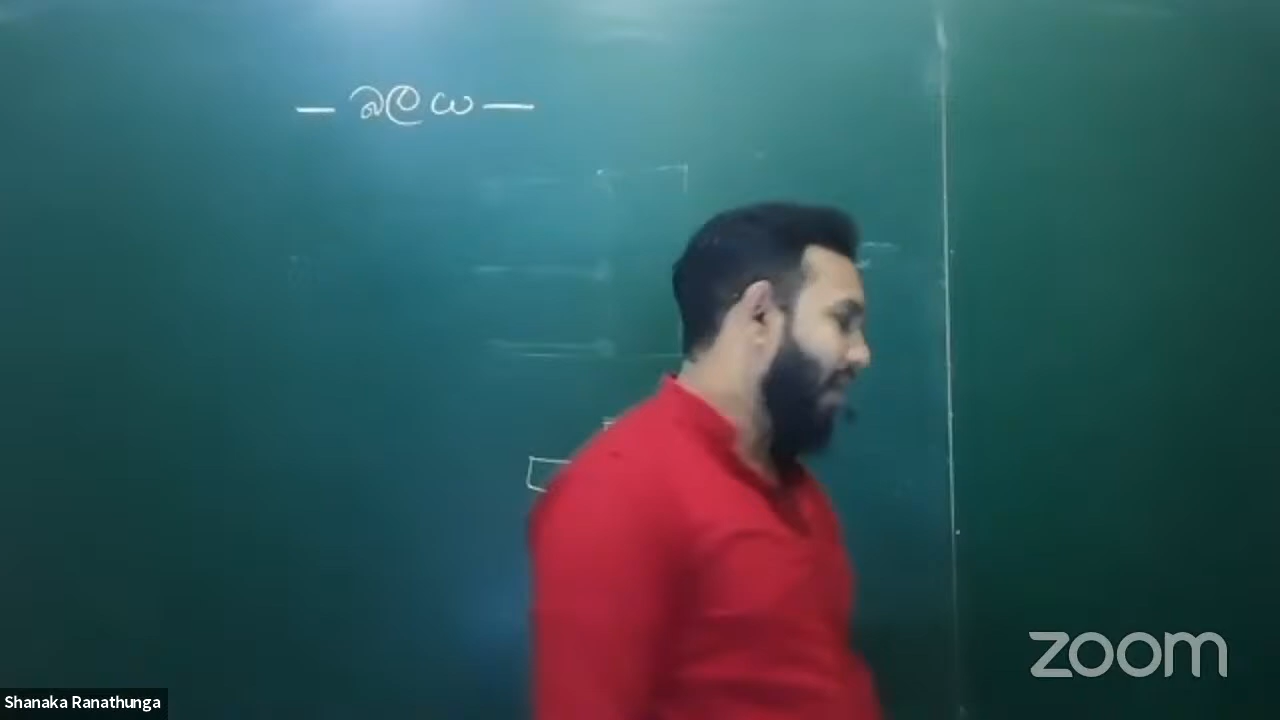 — බලය —
Shanaka Ranathunga
zoom